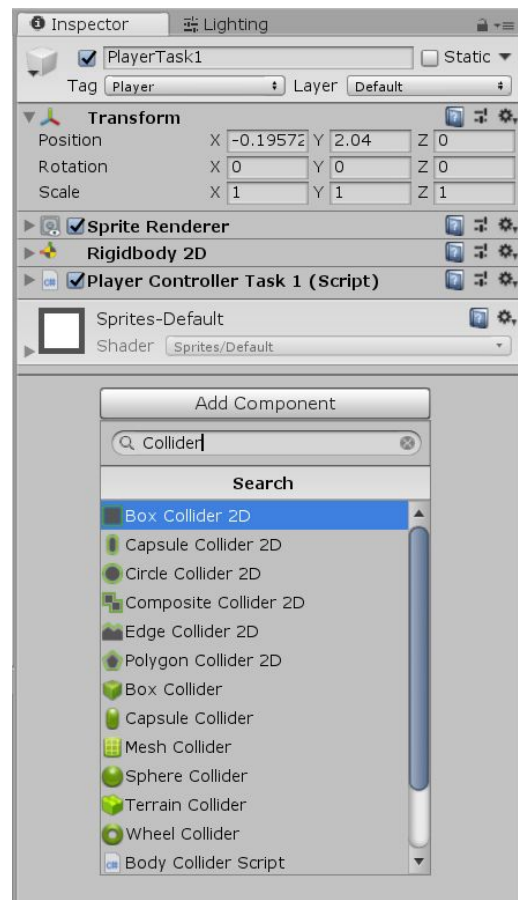 Inspector Lighting
PlayerTask1 Static
Tag Player Layer Default
Transform
Position X -0.19572 Y 2.04 Z 0
Rotation X 0 Y 0 Z 0
Scale X 1 Y 1 Z 1
Sprite Renderer
Rigidbody 2D
Player Controller Task 1 (Script)
Sprites-Default
Shader Sprites/Default
Add Component
Collider
Search
Box Collider 2D
Capsule Collider 2D
Circle Collider 2D
Composite Collider 2D
Edge Collider 2D
Polygon Collider 2D
Box Collider
Capsule Collider
Mesh Collider
Sphere Collider
Terrain Collider
Wheel Collider
Body Collider Script